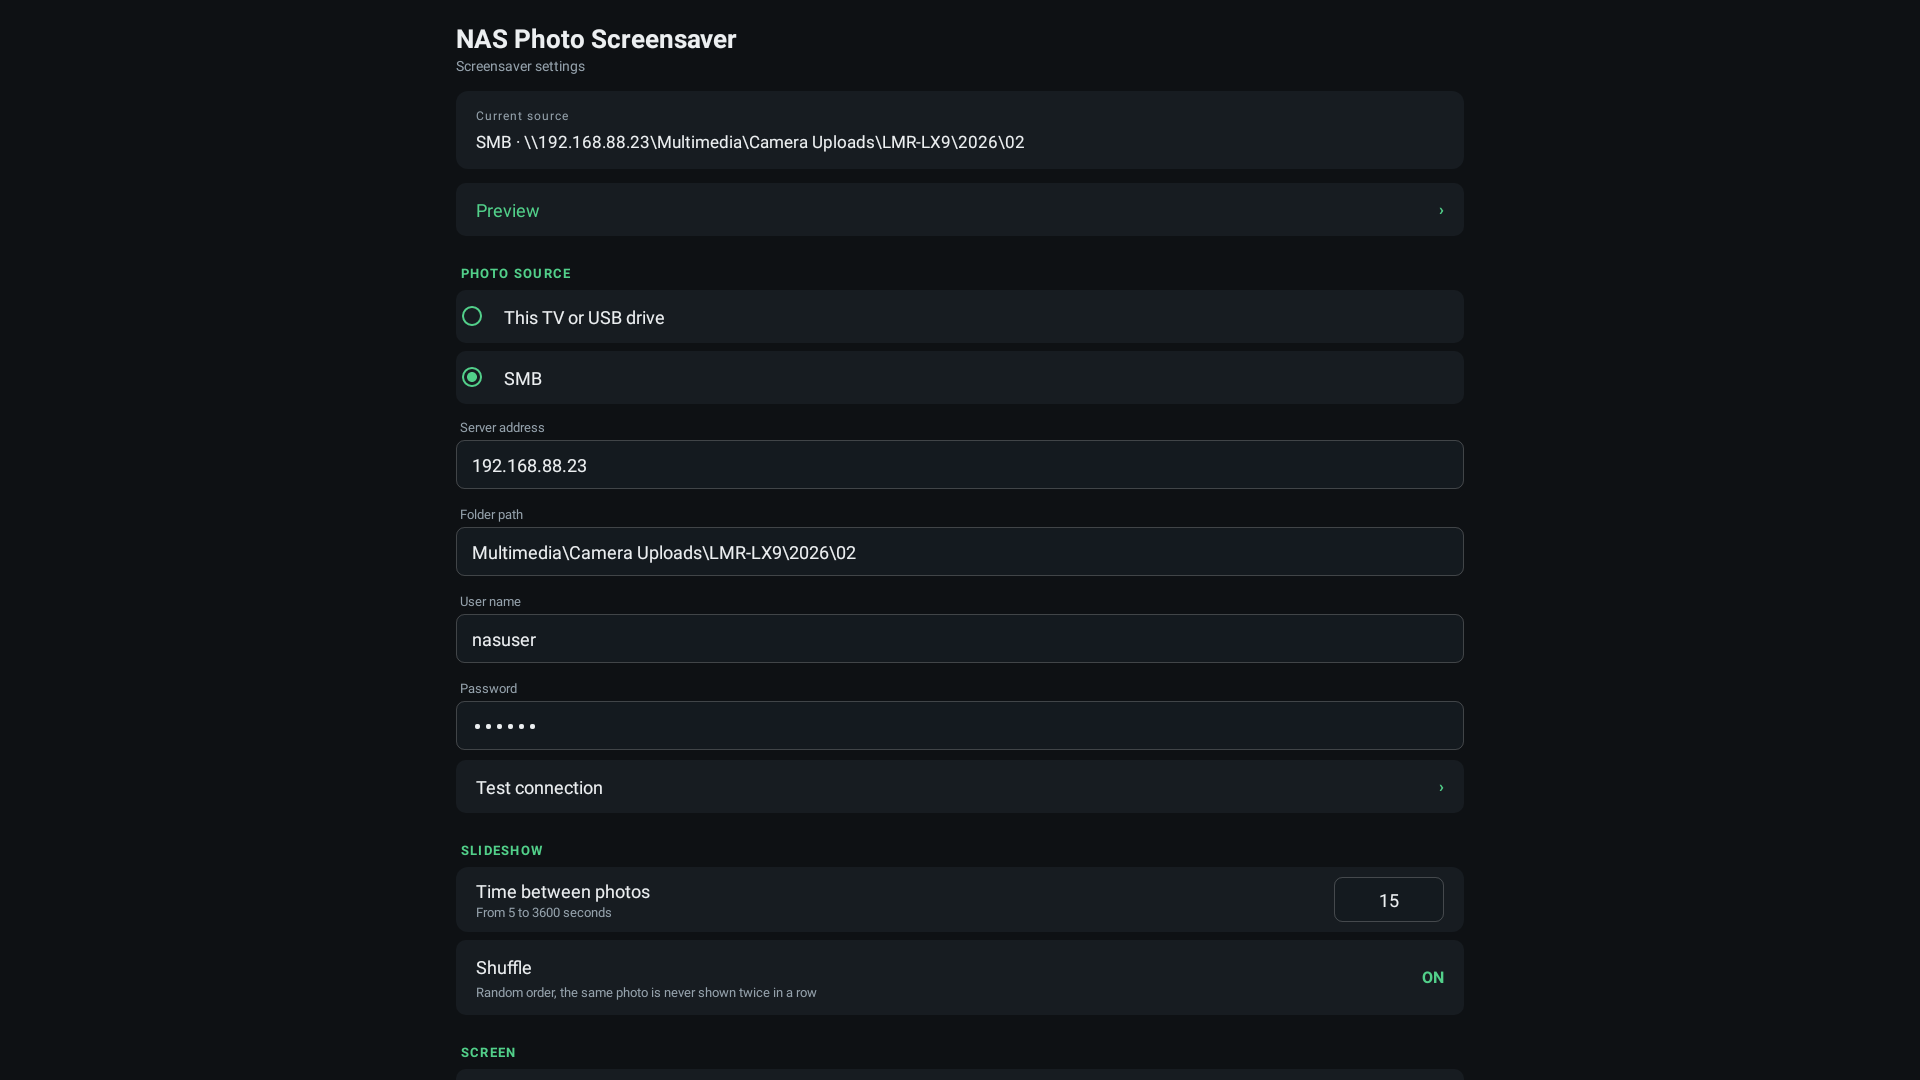 NAS Photo Screensaver
Screensaver settings
Current source
SMB · \\192.168.88.23\Multimedia\Camera Uploads\LMR-LX9\2026\02
Preview ›
PHOTO SOURCE
This TV or USB drive
SMB
Server address
192.168.88.23
Folder path
Multimedia\Camera Uploads\LMR-LX9\2026\02
User name
nasuser
Password
••••••
Test connection ›
SLIDESHOW
Time between photos
From 5 to 3600 seconds
15
Shuffle
Random order, the same photo is never shown twice in a row
ON
SCREEN